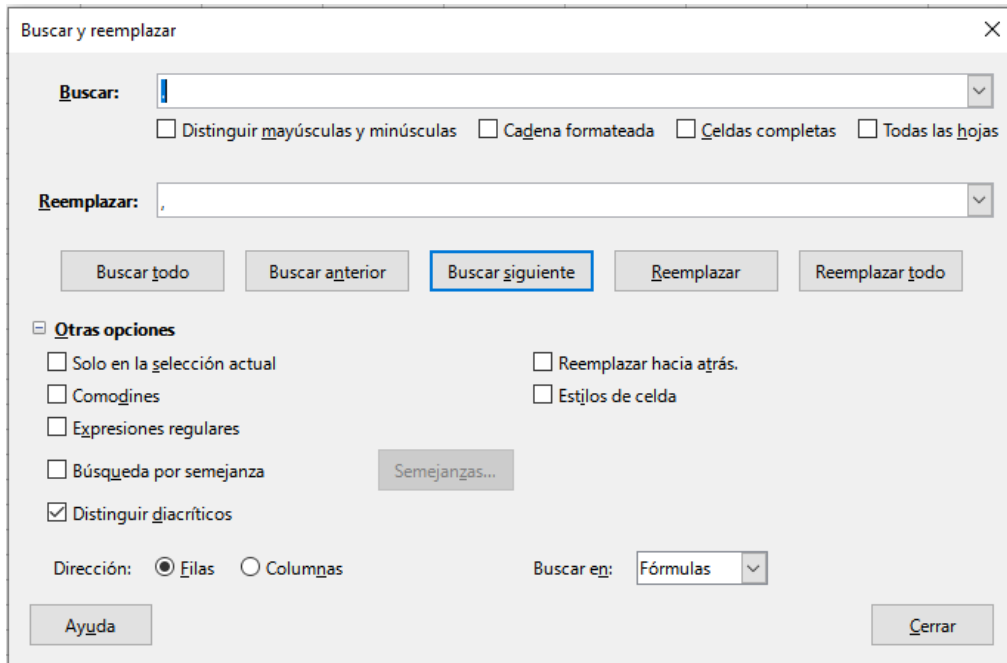 Buscar y reemplazar
Buscar: .
Distinguir mayúsculas y minúsculas Cadena formateada Celdas completas Todas las hojas
Reemplazar: ,
Buscar todo Buscar anterior Buscar siguiente Reemplazar Reemplazar todo
Otras opciones
Solo en la selección actual Reemplazar hacia atrás.
Comodines Estilos de celda
Expresiones regulares
Búsqueda por semejanza Semejanzas...
Distinguir diacríticos
Dirección: Filas Columnas Buscar en: Fórmulas
Ayuda Cerrar